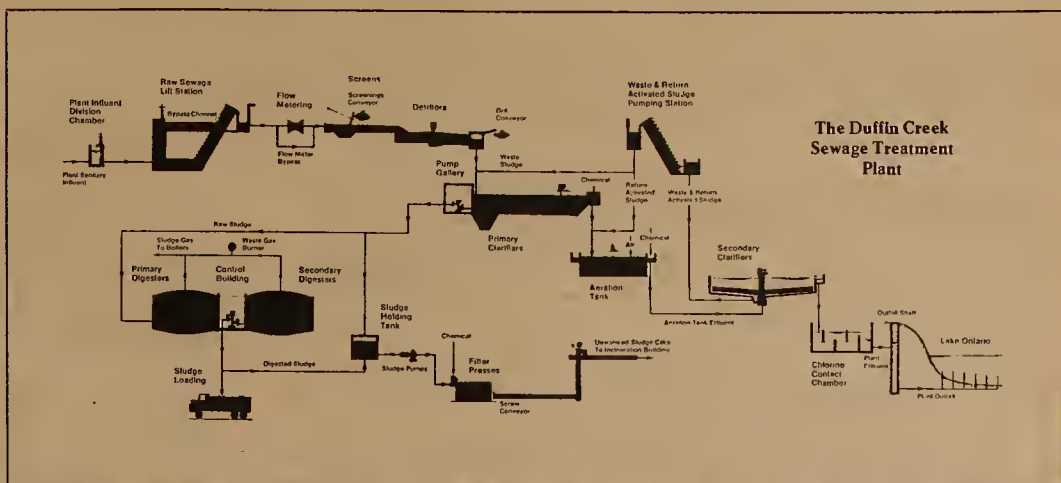 The Duffin Creek
Sewage Treatment
Plant
Plant Influent
Division
Chamber
Plant Sanitary
Influent
Raw Sewage
Lift Station
Bypass Channel
Flow
Metering
Flow Meter
Bypass
Screens
Screenings
Conveyor
Detritors
Grit
Conveyor
Waste & Return
Activated Sludge
Pumping Station
Waste
Sludge
Pump
Gallery
Chemical
Return
Activated
Sludge
Waste & Return
Activated Sludge
Primary
Clarifiers
Chemical
Air
Aeration
Tank
Secondary
Clarifiers
Aeration Tank Effluent
Raw Sludge
Sludge Gas
To Boilers
Waste Gas
Burner
Primary
Digesters
Control
Building
Secondary
Digesters
Sludge
Holding
Tank
Digested Sludge
Sludge
Loading
Sludge Pumps
Chemical
Filter
Presses
Screw
Conveyor
Dewatered Sludge Cake
To Incineration Building
Chlorine
Contact
Chamber
Plant
Effluent
Outfall Shaft
Lake Ontario
Plant Outfall